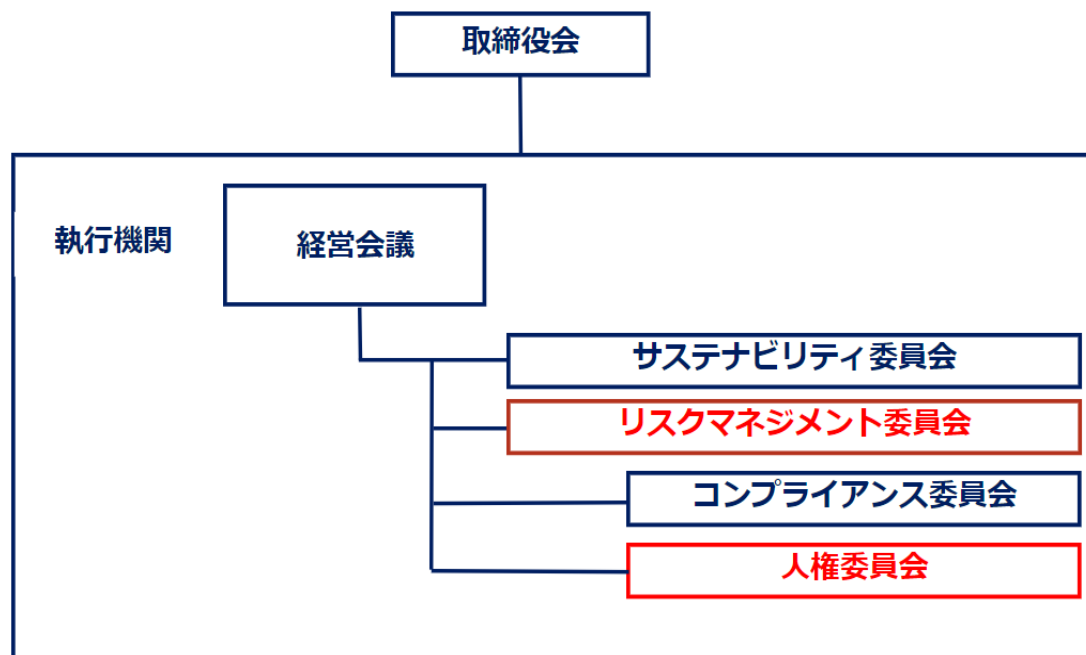 取締役会
執行機関
経営会議
サステナビリティ委員会
リスクマネジメント委員会
コンプライアンス委員会
人権委員会